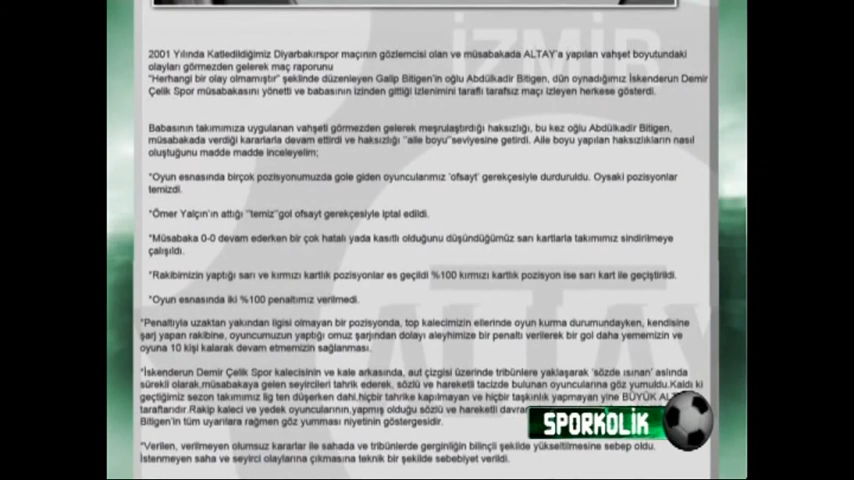 2001 Yılında Katledildiğimiz Diyarbakırspor maçının gözlemcisi olan ve müsabakada ALTAY'a yapılan vahşet boyutundaki
olayları görmezden gelerek maç raporunu
"Herhangi bir olay olmamıştır" şeklinde düzenleyen Galip Bitigen'in oğlu Abdülkadir Bitigen, dün oynadığımız İskenderun Demir
Çelik Spor müsabakasını yönetti ve babasının izinden gittiği izlenimini taraflı tarafsız maçı izleyen herkese gösterdi.
Babasının takımımıza uygulanan vahşeti görmezden gelerek meşrulaştırdığı haksızlığı, bu kez oğlu Abdülkadir Bitigen,
müsabakada verdiği kararlarla devam ettirdi ve haksızlığı "aile boyu"seviyesine getirdi. Aile boyu yapılan haksızlıkların nasıl
oluştuğunu madde madde inceleyelim;
*Oyun esnasında birçok pozisyonumuzda gole giden oyuncularımız 'ofsayt' gerekçesiyle durduruldu. Oysaki pozisyonlar
temizdi.
*Ömer Yalçın'ın attığı "temiz"gol ofsayt gerekçesiyle iptal edildi.
*Müsabaka 0-0 devam ederken bir çok hatalı yada kasıtlı olduğunu düşündüğümüz sarı kartlarla takımımız sindirilmeye
çalışıldı.
*Rakibimizin yaptığı sarı ve kırmızı kartlık pozisyonlar es geçildi %100 kırmızı kartlık pozisyon ise sarı kart ile geçiştirildi.
*Oyun esnasında iki %100 penaltımız verilmedi.
*Penaltıyla uzaktan yakından ilgisi olmayan bir pozisyonda, top kalecimizin ellerinde oyun kurma durumundayken, kendisine
şarj yapan rakibine, oyuncumuzun yaptığı omuz şarjından dolayı aleyhimize bir penaltı verilerek bir gol daha yememizin ve
oyuna 10 kişi kalarak devam etmemizin sağlanması.
*İskenderun Demir Çelik Spor kalecisinin ve kale arkasında, aut çizgisi üzerinde tribünlere yaklaşarak 'sözde ısınan' aslında
sürekli olarak,müsabakaya gelen seyircileri tahrik ederek, sözlü ve hareketli tacizde bulunan oyuncularına göz yumuldu.Kaldı ki
geçtiğimiz sezon takımımız lig ten düşerken dahi,hiçbir tahrike kapılmayan ve hiçbir taşkınlık yapmayan yine BÜYÜK
taraftarıdır.Rakip kaleci ve yedek oyuncularının,yapmış olduğu sözlü ve hareketli
Bitigen'in tüm uyarılara rağmen göz yumması niyetinin göstergesidir.
*Verilen, verilmeyen olumsuz kararlar ile sahada ve tribünlerde gerginliğin bilinçli şekilde yükseltilmesine sebep oldu.
İstenmeyen saha ve seyirci olaylarına çıkmasına teknik bir şekilde sebebiyet verildi.
SPORKOLİK
İZMİR
ALTAY